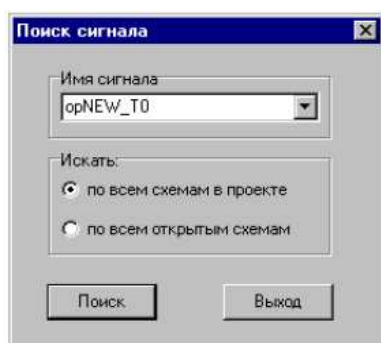 Поиск сигнала
Имя сигнала
opNEW_T0
Искать:
по всем схемам в проекте
по всем открытым схемам
Поиск Выход